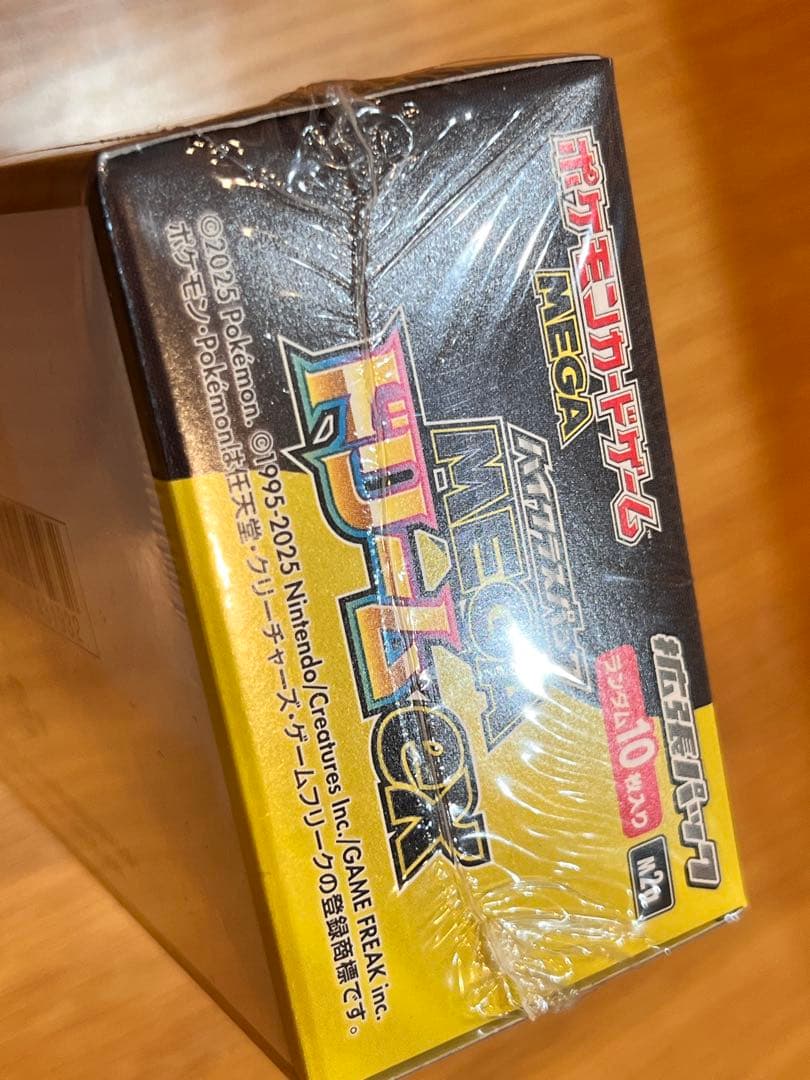 ポケモンカードゲーム
MEGA
拡張パック
ハイクラスパック
ランダム10枚入り
M2a
MEGA
ドリームex
©2025 Pokémon. ©1995-2025 Nintendo/Creatures Inc./GAME FREAK inc.
ポケモン・Pokémonは任天堂・クリーチャーズ・ゲームフリークの登録商標です。